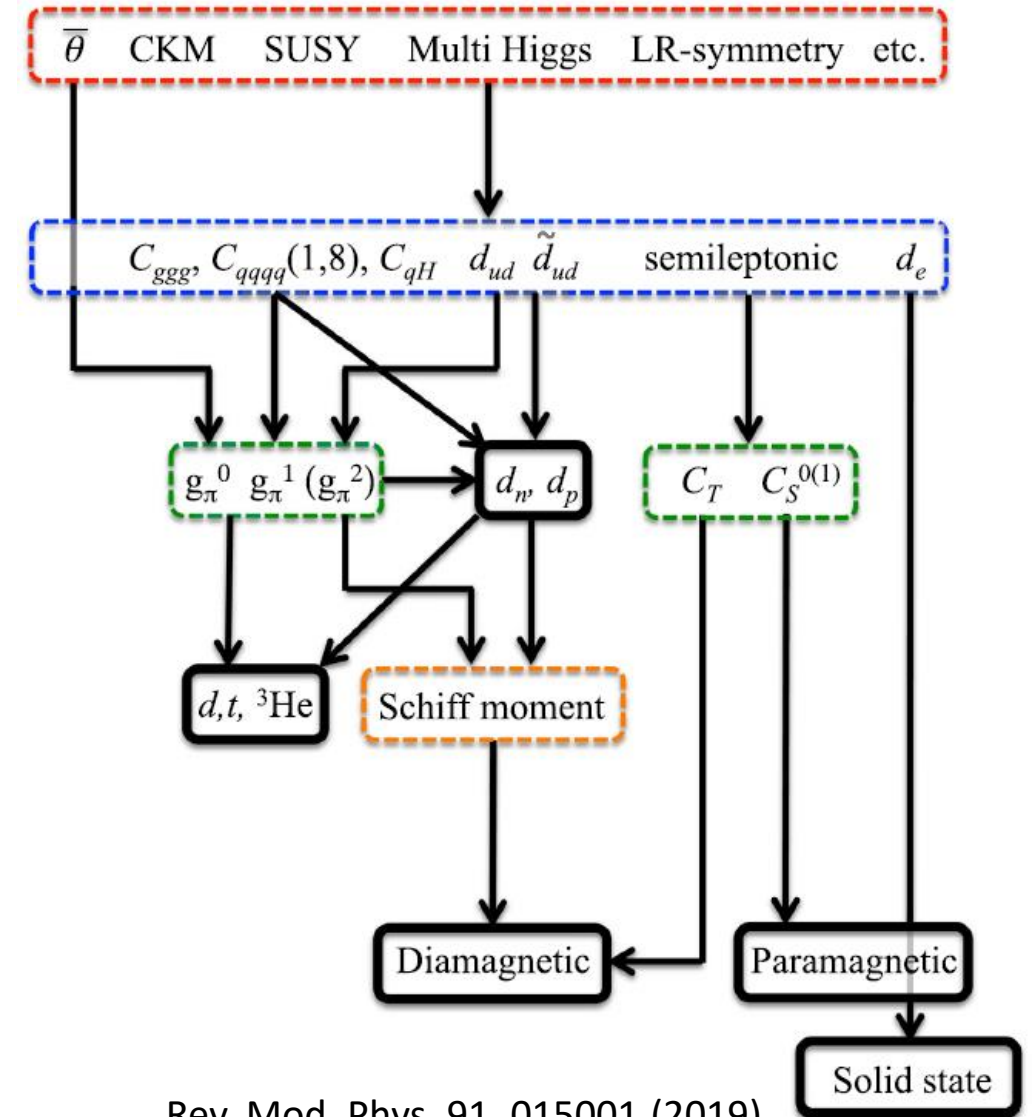 θ̅ CKM SUSY Multi Higgs LR-symmetry etc.
C_ggg, C_qqqq(1,8), C_qH d_ud d̃_ud semileptonic d_e
g_π^0 g_π^1 (g_π^2)
d_n, d_p
C_T C_S^0(1)
d,t, ³He
Schiff moment
Diamagnetic
Paramagnetic
Solid state
Rev. Mod. Phys. 91, 015001 (2019)